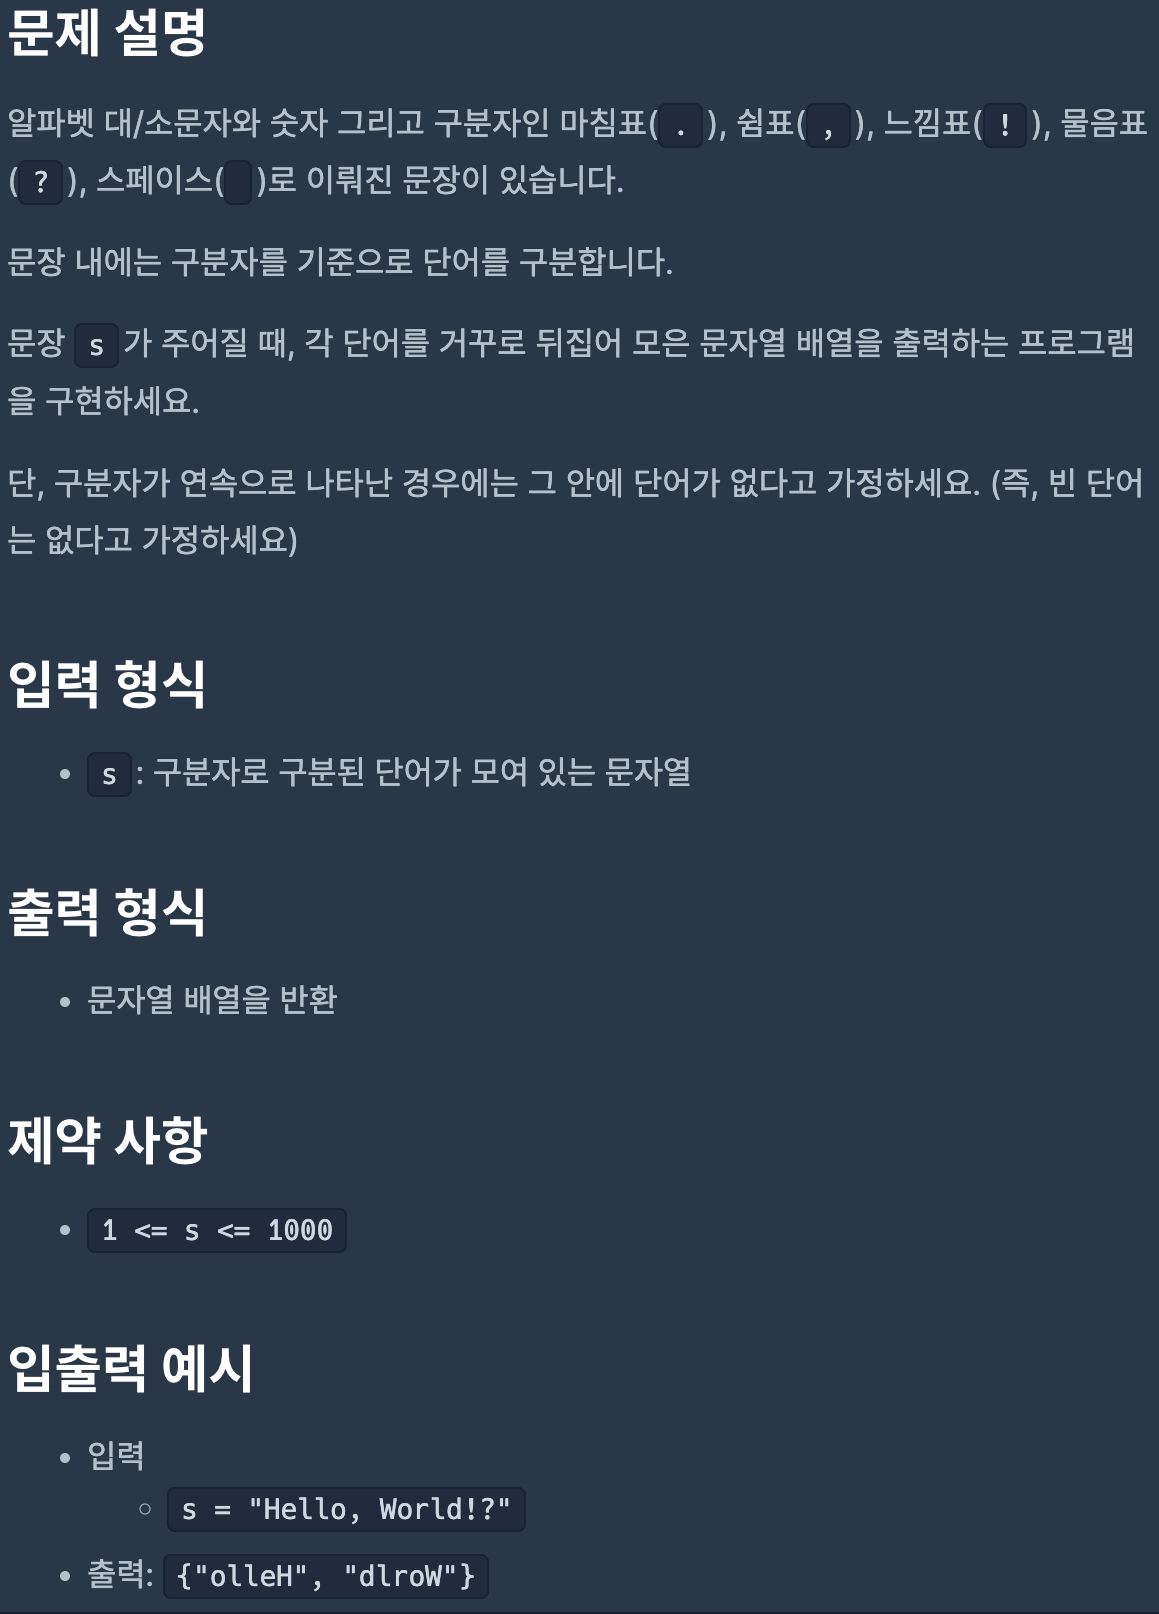 문제 설명
알파벳 대/소문자와 숫자 그리고 구분자인 마침표( . ), 쉼표( , ), 느낌표( ! ), 물음표
( ? ), 스페이스( )로 이뤄진 문장이 있습니다.
문장 내에는 구분자를 기준으로 단어를 구분합니다.
문장 s 가 주어질 때, 각 단어를 거꾸로 뒤집어 모은 문자열 배열을 출력하는 프로그램
을 구현하세요.
단, 구분자가 연속으로 나타난 경우에는 그 안에 단어가 없다고 가정하세요. (즉, 빈 단어
는 없다고 가정하세요)
입력 형식
s : 구분자로 구분된 단어가 모여 있는 문자열
출력 형식
문자열 배열을 반환
제약 사항
1 <= s <= 1000
입출력 예시
입력
s = "Hello, World!?"
출력: {"olleH", "dlroW"}